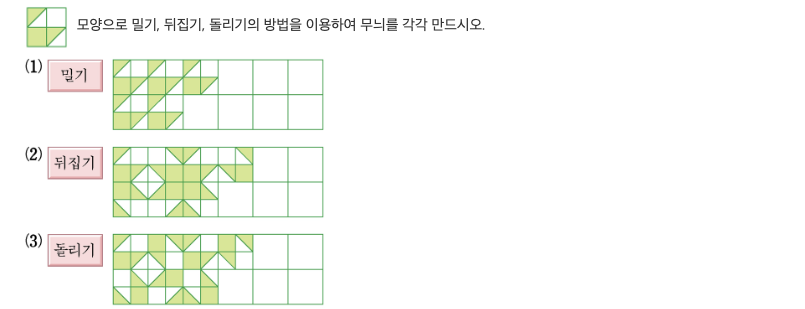 모양으로 밀기, 뒤집기, 돌리기의 방법을 이용하여 무늬를 각각 만드시오.
(1) 밀기
(2) 뒤집기
(3) 돌리기